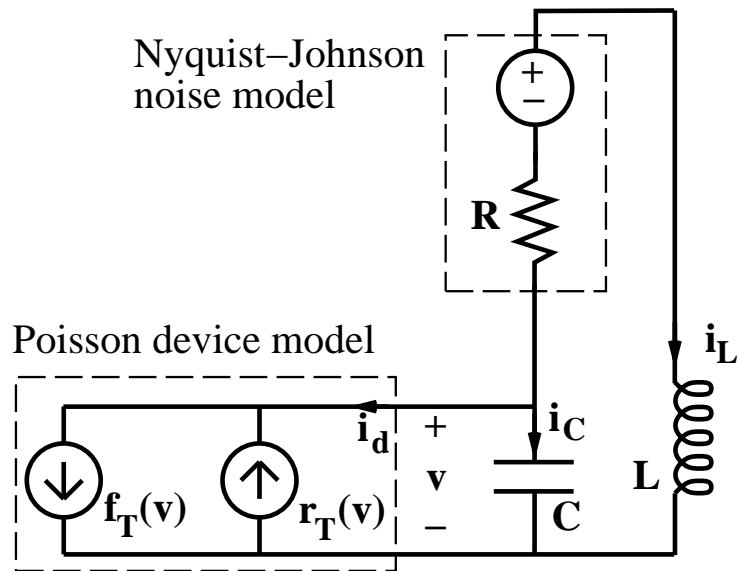 Nyquist–Johnson
noise model
+
−
R
Poisson device model
i_L
i_d
+
i_C
f_T(v)
r_T(v)
v
L
C
−